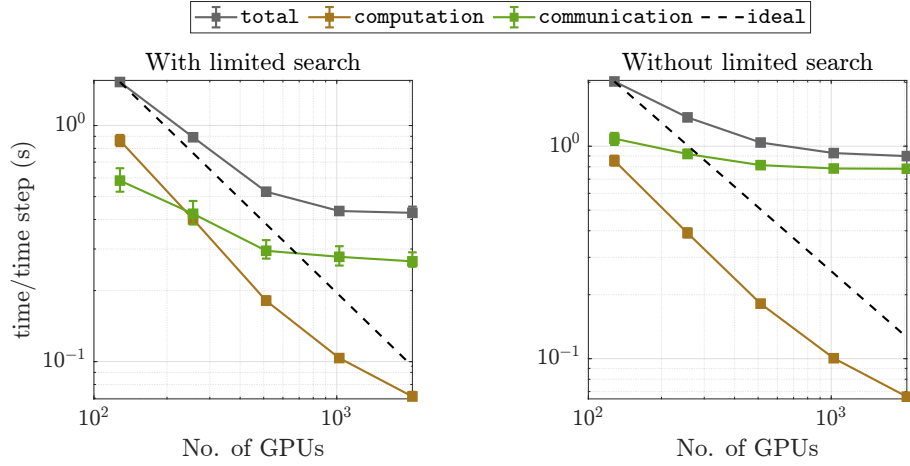 total computation communication ideal
With limited search
10^0
10^-1
10^2 10^3
time/time step (s)
No. of GPUs
Without limited search
10^0
10^-1
10^2 10^3
No. of GPUs